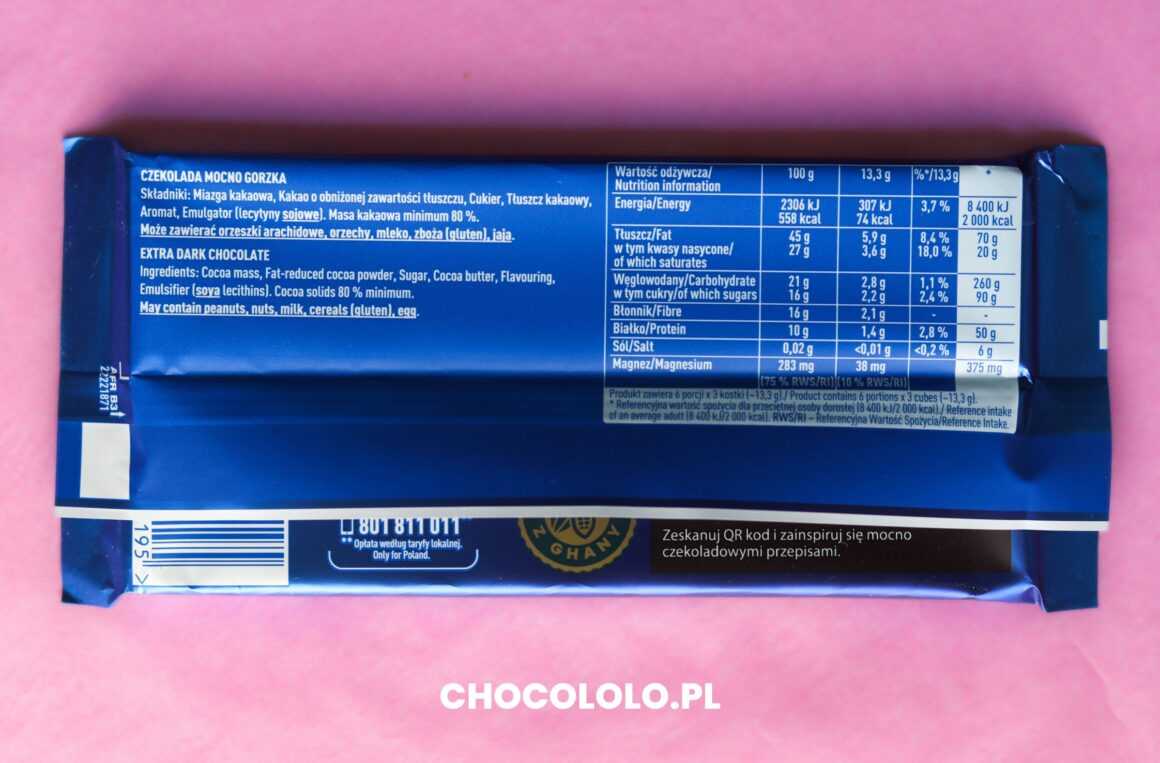 CZEKOLADA MOCNO GORZKA
Składniki: Miazga kakaowa, Kakao o obniżonej zawartości tłuszczu, Cukier, Tłuszcz kakaowy,
Aromat, Emulgator (lecytyny sojowe). Masa kakaowa minimum 80 %.
Może zawierać orzeszki arachidowe, orzechy, mleko, zboża (gluten), jaja.
EXTRA DARK CHOCOLATE
Ingredients: Cocoa mass, Fat-reduced cocoa powder, Sugar, Cocoa butter, Flavouring,
Emulsifier (soya lecithins). Cocoa solids 80 % minimum.
May contain peanuts, nuts, milk, cereals (gluten), egg.
Wartość odżywcza/ 100 g 13,3 g %*/13,3 g *
Nutrition information
Energia/Energy 2306 kJ 307 kJ 3,7 % 8 400 kJ
558 kcal 74 kcal 2 000 kcal
Tłuszcz/Fat 45 g 5,9 g 8,4 % 70 g
w tym kwasy nasycone/ 27 g 3,6 g 18,0 % 20 g
of which saturates
Węglowodany/Carbohydrate 21 g 2,8 g 1,1 % 260 g
w tym cukry/of which sugars 16 g 2,2 g 2,4 % 90 g
Błonnik/Fibre 16 g 2,1 g - -
Białko/Protein 10 g 1,4 g 2,8 % 50 g
Sól/Salt 0,02 g <0,01 g <0,2 % 6 g
Magnez/Magnesium 283 mg 38 mg 375 mg
(75 % RWS/RI) (10 % RWS/RI)
Produkt zawiera 6 porcji x 3 kostki (~13,3 g)./ Product contains 6 portions x 3 cubes (~13,3 g).
* Referencyjna wartość spożycia dla przeciętnej osoby dorosłej (8 400 kJ/2 000 kcal)./ Reference intake
of an average adult (8 400 kJ/2 000 kcal). RWS/RI – Referencyjna Wartość Spożycia/Reference Intake.
AFR B3
22221871
195 >
801 811 011**
** Opłata według taryfy lokalnej.
Only for Poland.
Z GHANY
Zeskanuj QR kod i zainspiruj się mocno
czekoladowymi przepisami.
CHOCOLOLO.PL